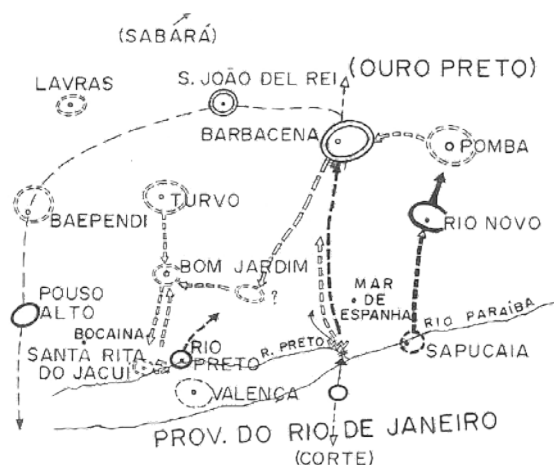 (SABARÁ)
LAVRAS
S. JOÃO DEL REI
(OURO PRETO)
BARBACENA
POMBA
BAEPENDI
TURVO
RIO NOVO
BOM JARDIM
?
MAR
DE
ESPANHA
POUSO
ALTO
BOCAINA
SANTA RITA
DO JACUÍ
RIO
PRETO
R. PRETO
RIO PARAÍBA
SAPUCAIA
VALENÇA
PROV. DO RIO DE JANEIRO
(CORTE)